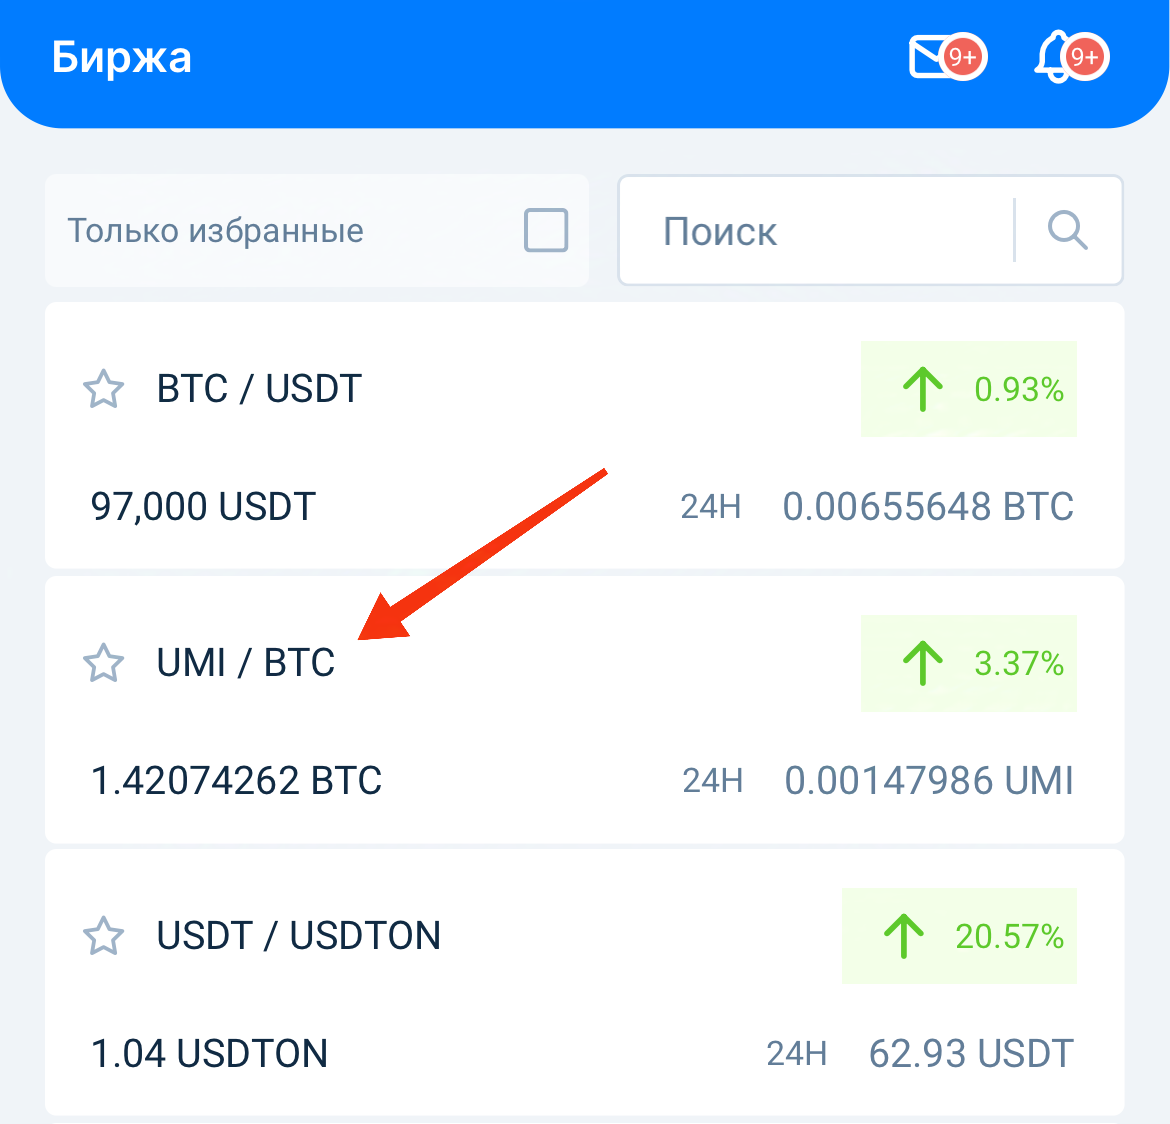 Биржа
9+
9+
Только избранные
Поиск
BTC / USDT
0.93%
97,000 USDT
24H
0.00655648 BTC
UMI / BTC
3.37%
1.42074262 BTC
24H
0.00147986 UMI
USDT / USDTON
20.57%
1.04 USDTON
24H
62.93 USDT